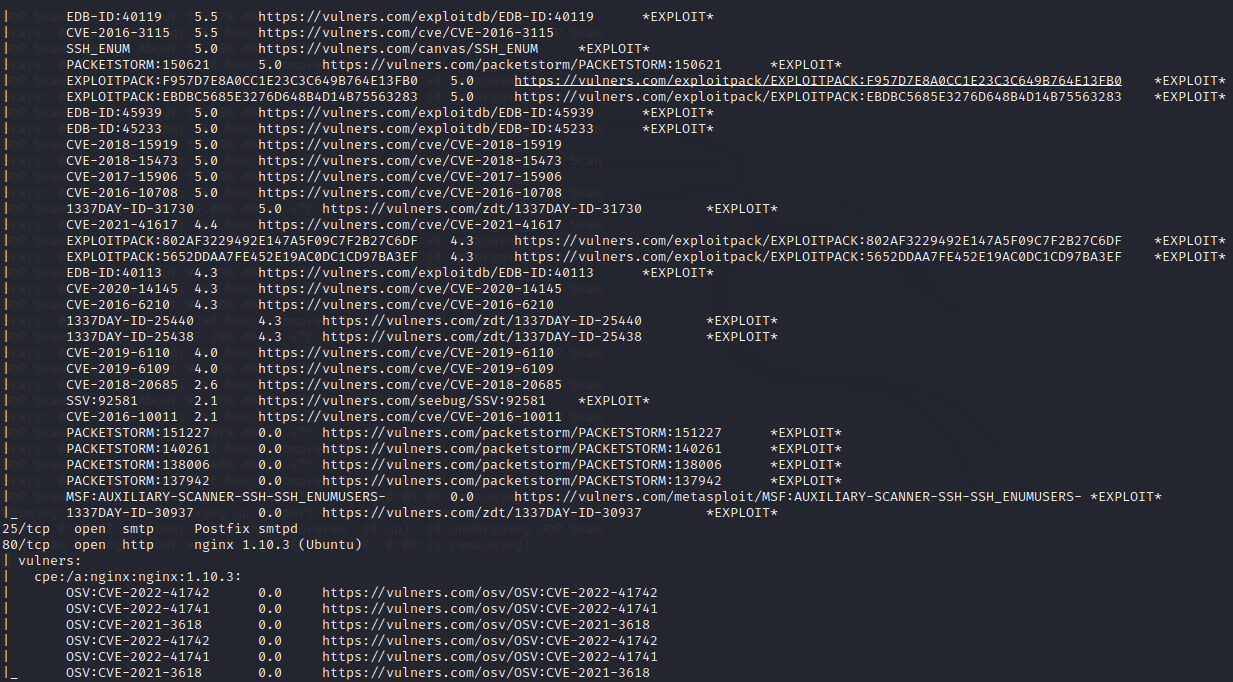 | EDB-ID:40119 5.5 https://vulners.com/exploitdb/EDB-ID:40119 *EXPLOIT*
| CVE-2016-3115 5.5 https://vulners.com/cve/CVE-2016-3115
| SSH_ENUM 5.0 https://vulners.com/canvas/SSH_ENUM *EXPLOIT*
| PACKETSTORM:150621 5.0 https://vulners.com/packetstorm/PACKETSTORM:150621 *EXPLOIT*
| EXPLOITPACK:F957D7E8A0CC1E23C3C649B764E13FB0 5.0 https://vulners.com/exploitpack/EXPLOITPACK:F957D7E8A0CC1E23C3C649B764E13FB0 *EXPLOIT*
| EXPLOITPACK:EBDBC5685E3276D648B4D14B75563283 5.0 https://vulners.com/exploitpack/EXPLOITPACK:EBDBC5685E3276D648B4D14B75563283 *EXPLOIT*
| EDB-ID:45939 5.0 https://vulners.com/exploitdb/EDB-ID:45939 *EXPLOIT*
| EDB-ID:45233 5.0 https://vulners.com/exploitdb/EDB-ID:45233 *EXPLOIT*
| CVE-2018-15919 5.0 https://vulners.com/cve/CVE-2018-15919
| CVE-2018-15473 5.0 https://vulners.com/cve/CVE-2018-15473
| CVE-2017-15906 5.0 https://vulners.com/cve/CVE-2017-15906
| CVE-2016-10708 5.0 https://vulners.com/cve/CVE-2016-10708
| 1337DAY-ID-31730 5.0 https://vulners.com/zdt/1337DAY-ID-31730 *EXPLOIT*
| CVE-2021-41617 4.4 https://vulners.com/cve/CVE-2021-41617
| EXPLOITPACK:802AF3229492E147A5F09C7F2B27C6DF 4.3 https://vulners.com/exploitpack/EXPLOITPACK:802AF3229492E147A5F09C7F2B27C6DF *EXPLOIT*
| EXPLOITPACK:5652DDAA7FE452E19AC0DC1CD97BA3EF 4.3 https://vulners.com/exploitpack/EXPLOITPACK:5652DDAA7FE452E19AC0DC1CD97BA3EF *EXPLOIT*
| EDB-ID:40113 4.3 https://vulners.com/exploitdb/EDB-ID:40113 *EXPLOIT*
| CVE-2020-14145 4.3 https://vulners.com/cve/CVE-2020-14145
| CVE-2016-6210 4.3 https://vulners.com/cve/CVE-2016-6210
| 1337DAY-ID-25440 4.3 https://vulners.com/zdt/1337DAY-ID-25440 *EXPLOIT*
| 1337DAY-ID-25438 4.3 https://vulners.com/zdt/1337DAY-ID-25438 *EXPLOIT*
| CVE-2019-6110 4.0 https://vulners.com/cve/CVE-2019-6110
| CVE-2019-6109 4.0 https://vulners.com/cve/CVE-2019-6109
| CVE-2018-20685 2.6 https://vulners.com/cve/CVE-2018-20685
| SSV:92581 2.1 https://vulners.com/seebug/SSV:92581 *EXPLOIT*
| CVE-2016-10011 2.1 https://vulners.com/cve/CVE-2016-10011
| PACKETSTORM:151227 0.0 https://vulners.com/packetstorm/PACKETSTORM:151227 *EXPLOIT*
| PACKETSTORM:140261 0.0 https://vulners.com/packetstorm/PACKETSTORM:140261 *EXPLOIT*
| PACKETSTORM:138006 0.0 https://vulners.com/packetstorm/PACKETSTORM:138006 *EXPLOIT*
| PACKETSTORM:137942 0.0 https://vulners.com/packetstorm/PACKETSTORM:137942 *EXPLOIT*
| MSF:AUXILIARY-SCANNER-SSH-SSH_ENUMUSERS- 0.0 https://vulners.com/metasploit/MSF:AUXILIARY-SCANNER-SSH-SSH_ENUMUSERS- *EXPLOIT*
|_ 1337DAY-ID-30937 0.0 https://vulners.com/zdt/1337DAY-ID-30937 *EXPLOIT*
25/tcp open smtp Postfix smtpd
80/tcp open http nginx 1.10.3 (Ubuntu)
| vulners:
| cpe:/a:nginx:nginx:1.10.3:
| OSV:CVE-2022-41742 0.0 https://vulners.com/osv/OSV:CVE-2022-41742
| OSV:CVE-2022-41741 0.0 https://vulners.com/osv/OSV:CVE-2022-41741
| OSV:CVE-2021-3618 0.0 https://vulners.com/osv/OSV:CVE-2021-3618
| OSV:CVE-2022-41742 0.0 https://vulners.com/osv/OSV:CVE-2022-41742
| OSV:CVE-2022-41741 0.0 https://vulners.com/osv/OSV:CVE-2022-41741
|_ OSV:CVE-2021-3618 0.0 https://vulners.com/osv/OSV:CVE-2021-3618